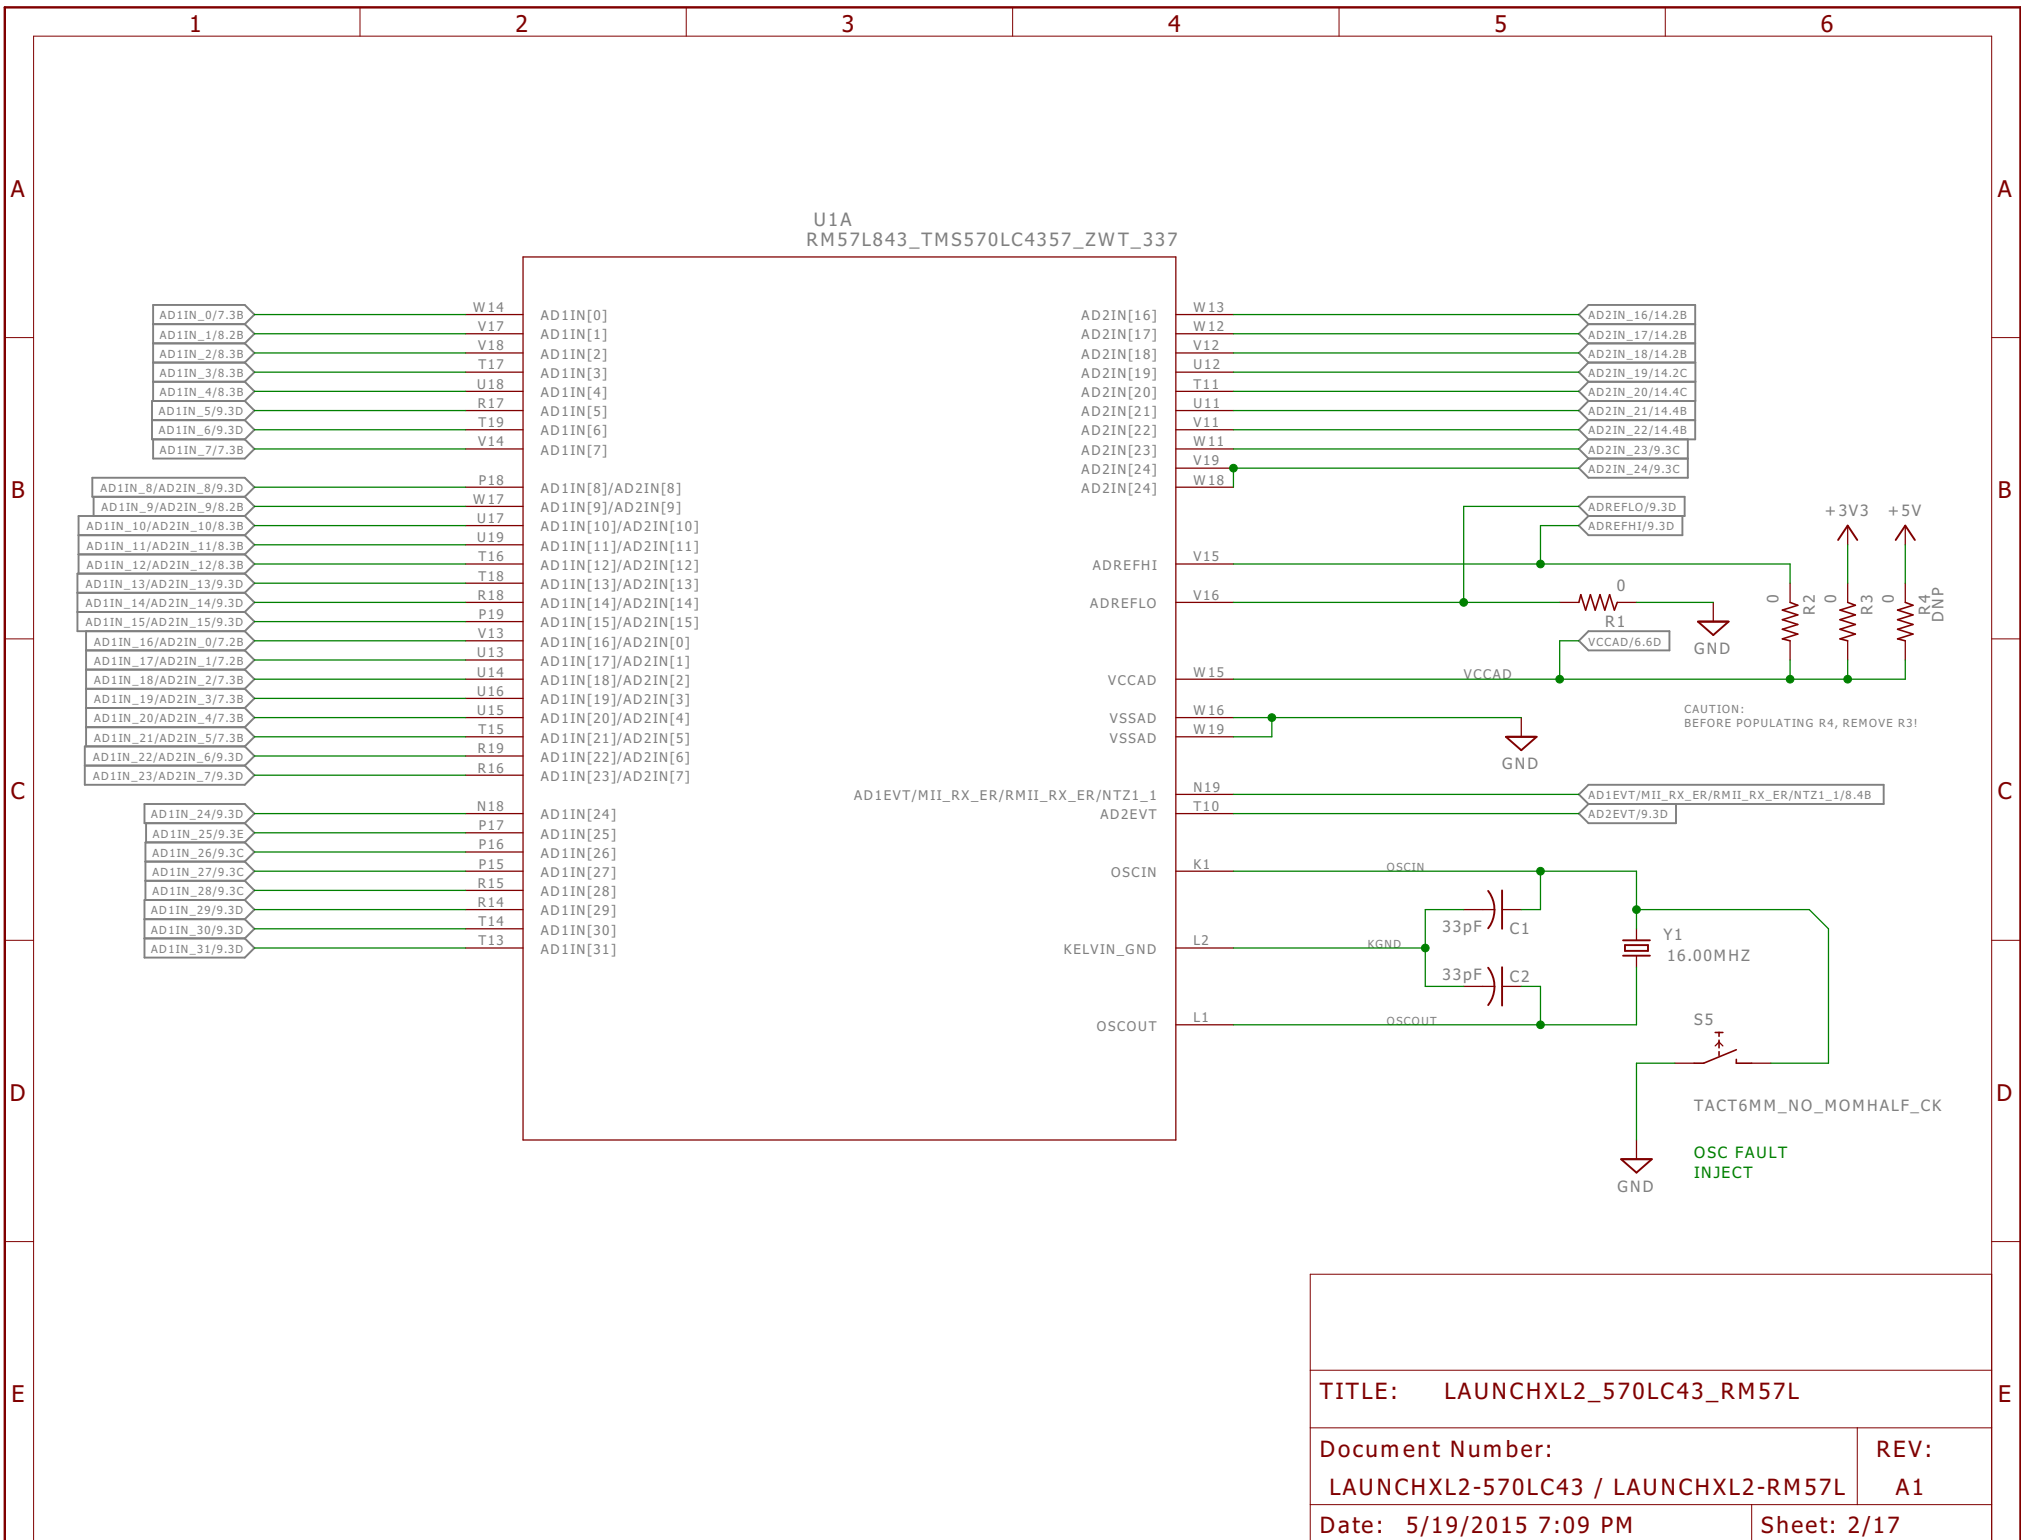 1 2 3 4 5 6
A A
U1A
RM57L843_TMS570LC4357_ZWT_337
AD1IN_0/7.3B W14 AD1IN[0]
AD1IN_1/8.2B V17 AD1IN[1]
AD1IN_2/8.3B V18 AD1IN[2]
AD1IN_3/8.3B T17 AD1IN[3]
AD1IN_4/8.3B U18 AD1IN[4]
AD1IN_5/9.3D R17 AD1IN[5]
AD1IN_6/9.3D T19 AD1IN[6]
AD1IN_7/7.3B V14 AD1IN[7]
B
AD1IN_8/AD2IN_8/9.3D P18 AD1IN[8]/AD2IN[8]
AD1IN_9/AD2IN_9/8.2B W17 AD1IN[9]/AD2IN[9]
AD1IN_10/AD2IN_10/8.3B U17 AD1IN[10]/AD2IN[10]
AD1IN_11/AD2IN_11/8.3B U19 AD1IN[11]/AD2IN[11]
AD1IN_12/AD2IN_12/8.3B T16 AD1IN[12]/AD2IN[12]
AD1IN_13/AD2IN_13/9.3D T18 AD1IN[13]/AD2IN[13]
AD1IN_14/AD2IN_14/9.3D R18 AD1IN[14]/AD2IN[14]
AD1IN_15/AD2IN_15/9.3D P19 AD1IN[15]/AD2IN[15]
AD1IN_16/AD2IN_0/7.2B V13 AD1IN[16]/AD2IN[0]
AD1IN_17/AD2IN_1/7.2B U13 AD1IN[17]/AD2IN[1]
AD1IN_18/AD2IN_2/7.3B U14 AD1IN[18]/AD2IN[2]
AD1IN_19/AD2IN_3/7.3B U16 AD1IN[19]/AD2IN[3]
AD1IN_20/AD2IN_4/7.3B U15 AD1IN[20]/AD2IN[4]
AD1IN_21/AD2IN_5/7.3B T15 AD1IN[21]/AD2IN[5]
AD1IN_22/AD2IN_6/9.3D R19 AD1IN[22]/AD2IN[6]
AD1IN_23/AD2IN_7/9.3D R16 AD1IN[23]/AD2IN[7]
C
AD1IN_24/9.3D N18 AD1IN[24]
AD1IN_25/9.3E P17 AD1IN[25]
AD1IN_26/9.3C P16 AD1IN[26]
AD1IN_27/9.3C P15 AD1IN[27]
AD1IN_28/9.3C R15 AD1IN[28]
AD1IN_29/9.3D R14 AD1IN[29]
AD1IN_30/9.3D T14 AD1IN[30]
AD1IN_31/9.3D T13 AD1IN[31]
D
E
AD2IN[16] W13 AD2IN_16/14.2B
AD2IN[17] W12 AD2IN_17/14.2B
AD2IN[18] V12 AD2IN_18/14.2B
AD2IN[19] U12 AD2IN_19/14.2C
AD2IN[20] T11 AD2IN_20/14.4C
AD2IN[21] U11 AD2IN_21/14.4B
AD2IN[22] V11 AD2IN_22/14.4B
AD2IN[23] W11 AD2IN_23/9.3C
AD2IN[24] V19 AD2IN_24/9.3C
AD2IN[24] W18
B
ADREFLO/9.3D
ADREFHI/9.3D
+3V3 +5V
ADREFHI V15
ADREFLO V16
0
R1
GND
0 R2
0 R3
0 R4
DNP
VCCAD/6.6D
VCCAD W15 VCCAD
VSSAD W16
VSSAD W19
GND
CAUTION:
BEFORE POPULATING R4, REMOVE R3!
C
AD1EVT/MII_RX_ER/RMII_RX_ER/NTZ1_1 N19 AD1EVT/MII_RX_ER/RMII_RX_ER/NTZ1_1/8.4B
AD2EVT T10 AD2EVT/9.3D
OSCIN K1 OSCIN
33pF C1
KELVIN_GND L2 KGND
Y1
16.00MHZ
33pF C2
OSCOUT L1 OSCOUT
S5
D
TACT6MM_NO_MOMHALF_CK
OSC FAULT
INJECT
GND
E
TITLE: LAUNCHXL2_570LC43_RM57L
Document Number:
LAUNCHXL2-570LC43 / LAUNCHXL2-RM57L
REV:
A1
Date: 5/19/2015 7:09 PM
Sheet: 2/17